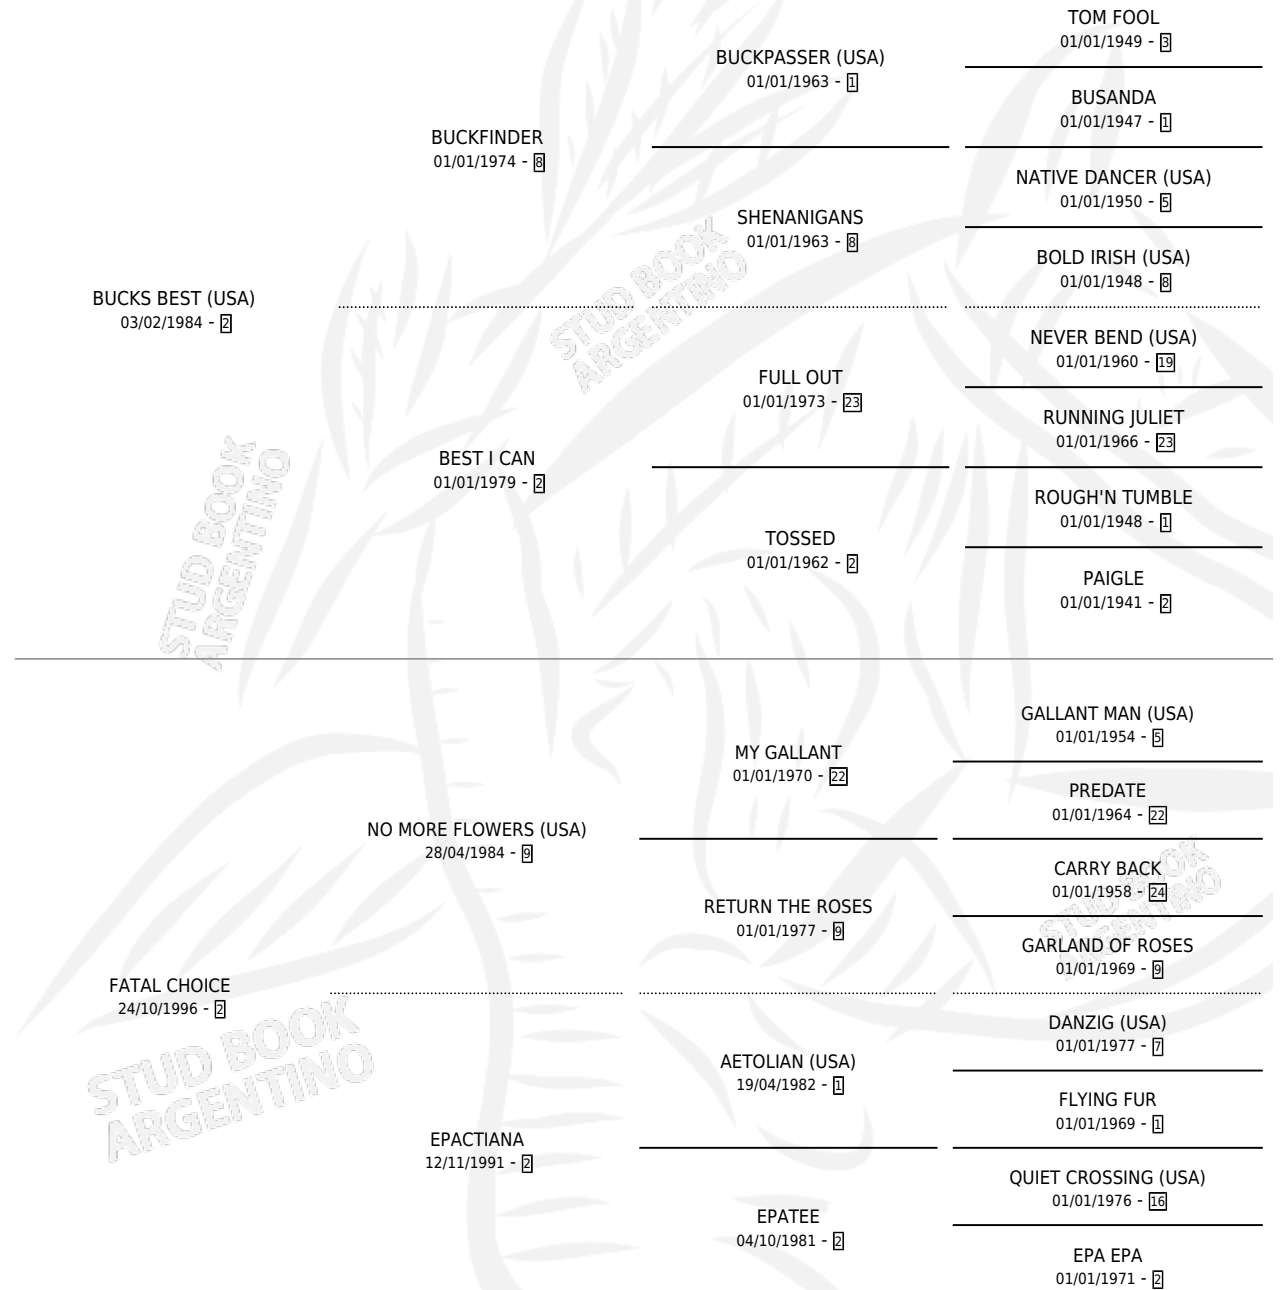 TOM FOOL
01/01/1949 - 3
BUCKPASSER (USA)
01/01/1963 - 1
BUSANDA
01/01/1947 - 1
BUCKFINDER
01/01/1974 - 8
NATIVE DANCER (USA)
01/01/1950 - 5
SHENANIGANS
01/01/1963 - 8
BOLD IRISH (USA)
01/01/1948 - 8
BUCKS BEST (USA)
03/02/1984 - 2
NEVER BEND (USA)
01/01/1960 - 19
FULL OUT
01/01/1973 - 23
RUNNING JULIET
01/01/1966 - 23
BEST I CAN
01/01/1979 - 2
ROUGH'N TUMBLE
01/01/1948 - 1
TOSSED
01/01/1962 - 2
PAIGLE
01/01/1941 - 2
GALLANT MAN (USA)
01/01/1954 - 5
MY GALLANT
01/01/1970 - 22
PREDATE
01/01/1964 - 22
NO MORE FLOWERS (USA)
28/04/1984 - 9
CARRY BACK
01/01/1958 - 24
RETURN THE ROSES
01/01/1977 - 9
GARLAND OF ROSES
01/01/1969 - 9
FATAL CHOICE
24/10/1996 - 2
DANZIG (USA)
01/01/1977 - 7
AETOLIAN (USA)
19/04/1982 - 1
FLYING FUR
01/01/1969 - 1
EPACTIANA
12/11/1991 - 2
QUIET CROSSING (USA)
01/01/1976 - 16
EPATEE
04/10/1981 - 2
EPA EPA
01/01/1971 - 2
STUD BOOK
ARGENTINO
STUD BOOK
ARGENTINO
STUD BOOK
ARGENTINO
STUD BOOK
ARGENTINO